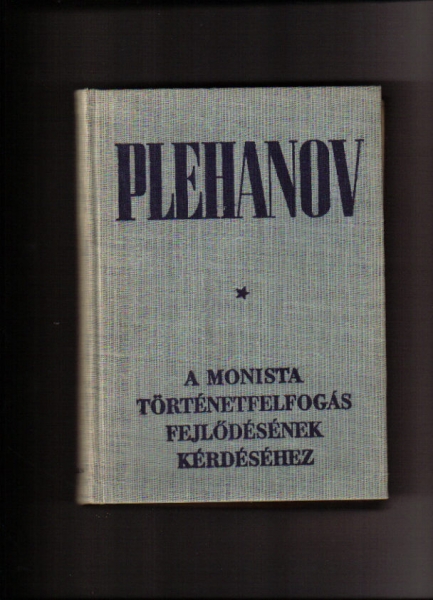 PLEHANOV
A MONISTA
TÖRTÉNETFELFOGÁS
FEJLŐDÉSÉNEK
KÉRDÉSÉHEZ